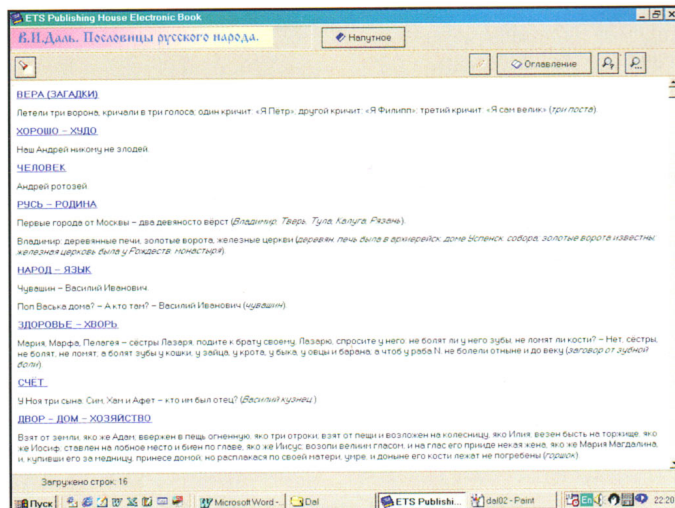 ETS Publishing House Electronic Book
В.И.Даль. Пословицы русского народа.
Напутное
Оглавление
ВЕРА (ЗАГАДКИ)
Летели три ворона, кричали в три голоса; один кричит: «Я Петр»; другой кричит: «Я Филипп»; третий кричит: «Я сам велик» (три поста).
ХОРОШО – ХУДО
Наш Андрей никому не злодей.
ЧЕЛОВЕК
Андрей ротозей.
РУСЬ – РОДИНА
Первые города от Москвы – два девяносто верст (Владимир, Тверь, Тула, Калуга, Рязань).
Владимир: деревянные печи, золотые ворота, железные церкви (деревян. печь была в архиерейск. доме Успенск. собора; золотые ворота известны;
железная церковь была у Рождеств. монастыря).
НАРОД – ЯЗЫК
Чувашин – Василий Иванович.
Поп Васька дома? – А кто там? – Василий Иванович (чувашин).
ЗДОРОВЬЕ – ХВОРЬ
Мария, Марфа, Пелагея – сёстры Лазаря, подите к брату своему, Лазарю, спросите у него: не болят ли у него зубы, не ломят ли кости? – Нет, сёстры,
не болят, не ломят, а болят зубы у кошки, у зайца, у крота, у быка, у овцы и барана, а чтоб у раба N. не болели отныне и до веку (заговор от зубной
боли).
СЧЕТ
У Ноя три сына: Сим, Хам и Афет – кто им был отец? (Василий кузнец.)
ДВОР – ДОМ – ХОЗЯЙСТВО
Взят от земли, яко же Адам; ввержен в пещь огненную, яко три отроки; взят от пещи и возложен на колесницу, яко Илия; везен бысть на торжище, яко
же Иосиф; ставлен на лобное место и биен по главе, яко же Иисус; возопи велиим гласом, и на глас его прииде некая жена, яко же Мария Магдалина,
и, купивши его за медницу, принесе домой; но расплакася по своей матери, умре, и доныне его кости лежат не погребены (горшок).
Загружено строк: 16
Пуск
Microsoft Word -...
Dal
ETS Publishi...
dal02 - Paint
En
22:20